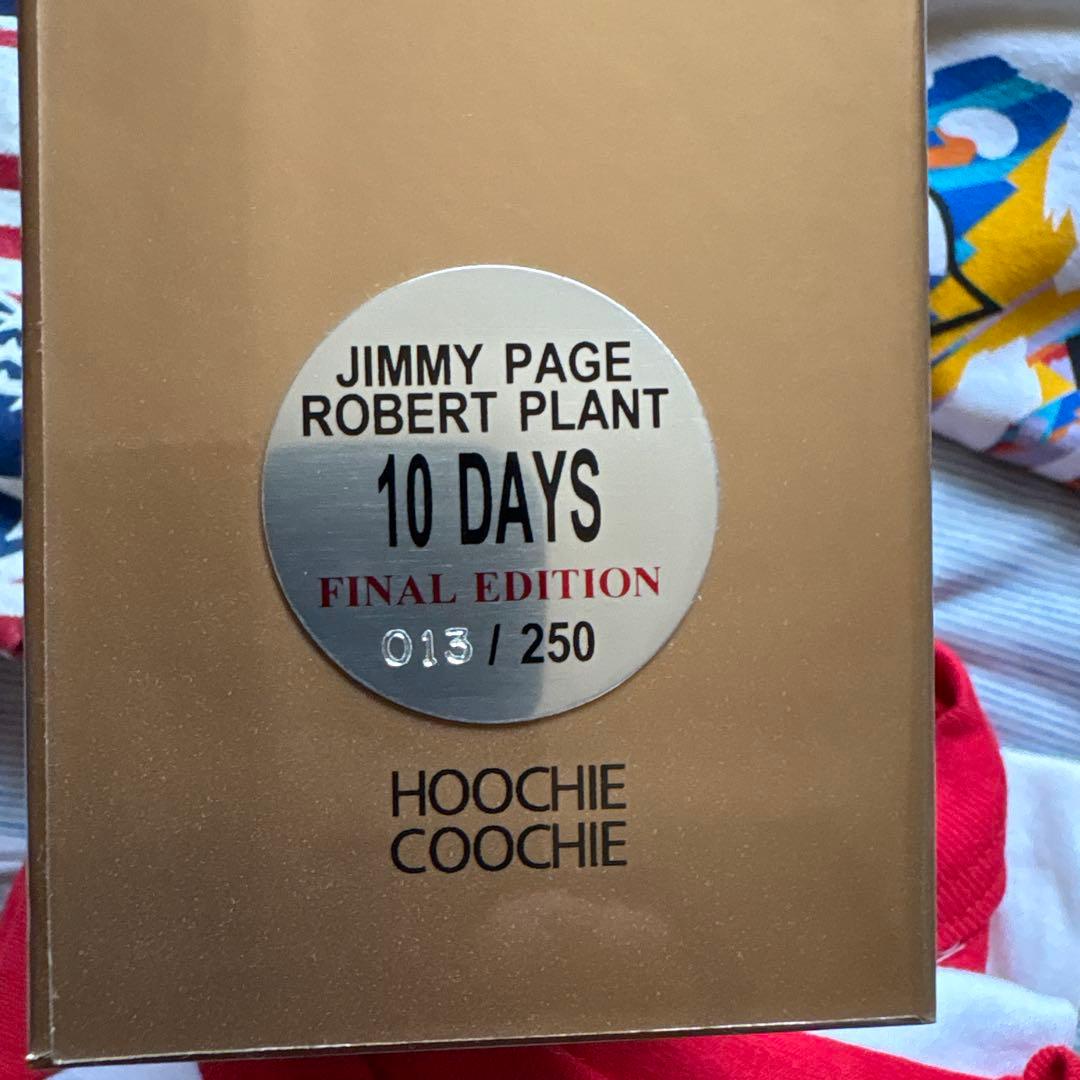 JIMMY PAGE
ROBERT PLANT
10 DAYS
FINAL EDITION
013 / 250
HOOCHIE
COOCHIE